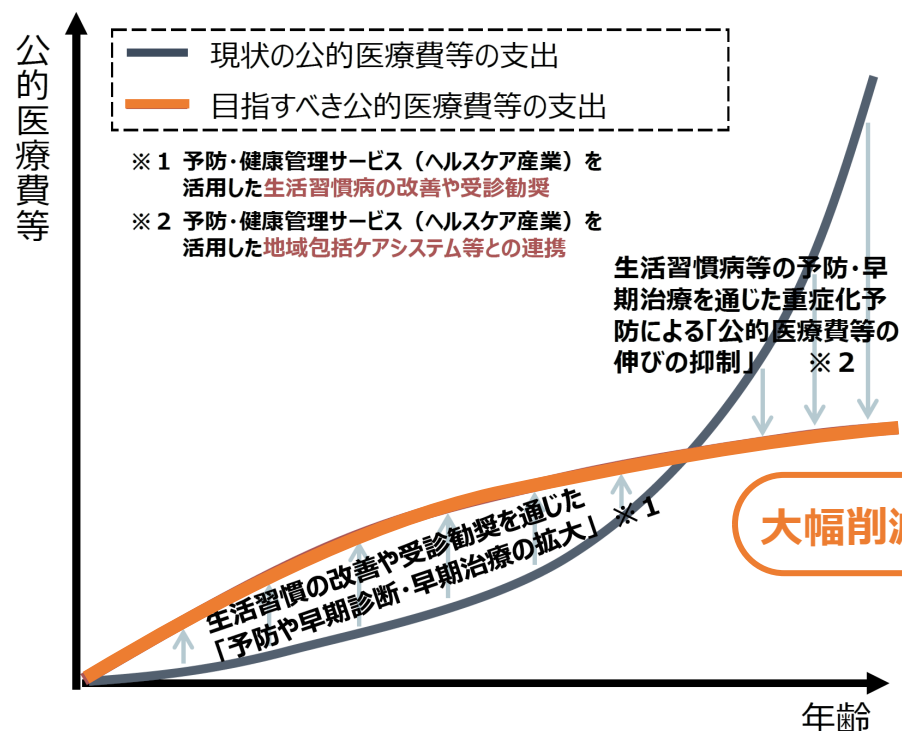 公的医療費等
現状の公的医療費等の支出
目指すべき公的医療費等の支出
※1 予防・健康管理サービス（ヘルスケア産業）を
活用した生活習慣病の改善や受診勧奨
※2 予防・健康管理サービス（ヘルスケア産業）を
活用した地域包括ケアシステム等との連携
生活習慣病等の予防・早
期治療を通じた重症化予
防による「公的医療費等の
伸びの抑制」 ※2
生活習慣の改善や受診勧奨を通じた
「予防や早期診断・早期治療の拡大」 ※1
大幅削減
年齢